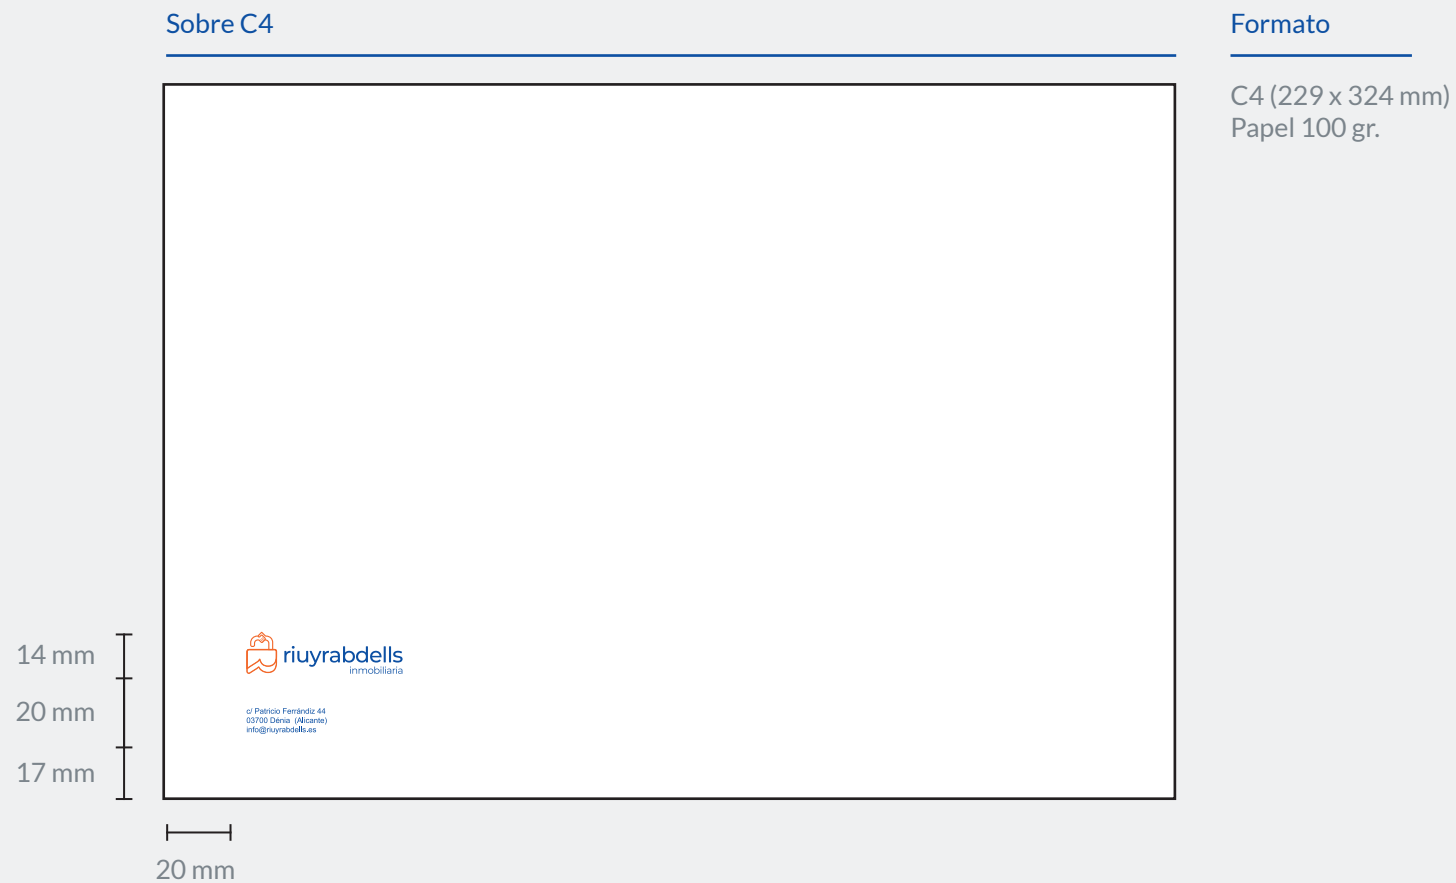 Sobre C4
Formato
C4 (229 x 324 mm)
Papel 100 gr.
riuyrabdells
inmobiliaria
c/ Patricio Ferrándiz 44
03700 Dénia (Alicante)
info@riuyrabdells.es
14 mm
20 mm
17 mm
20 mm